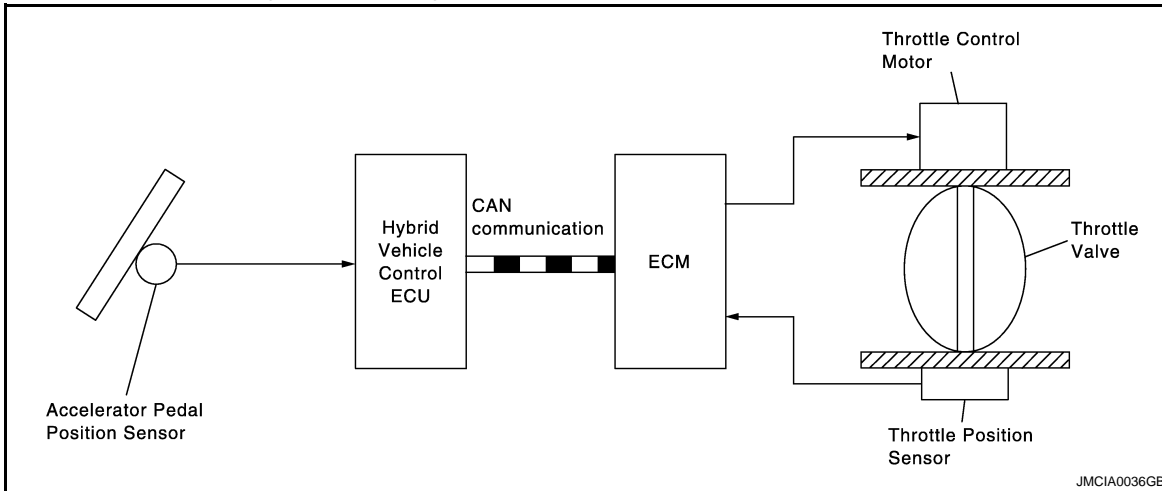 Throttle Control
Motor
Hybrid
Vehicle
Control
ECU
CAN
communication
ECM
Throttle
Valve
Accelerator Pedal
Position Sensor
Throttle Position
Sensor
JMCIA0036GB